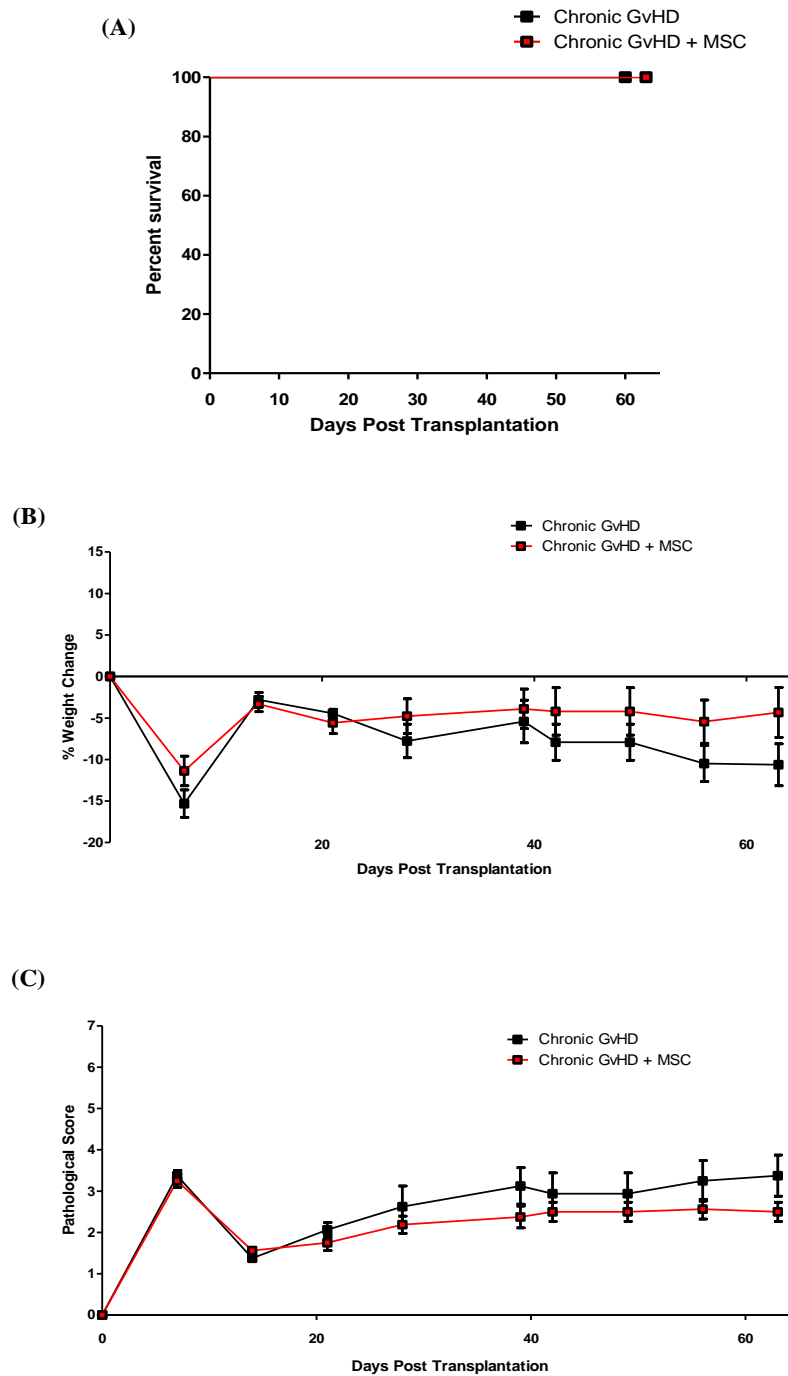 (A)
Chronic GvHD
Chronic GvHD + MSC
100
80
60
40
20
0
Percent survival
0 10 20 30 40 50 60
Days Post Transplantation
(B)
Chronic GvHD
Chronic GvHD + MSC
15
10
5
0
-5
-10
-15
-20
% Weight Change
20 40 60
Days Post Transplantation
(C)
Chronic GvHD
Chronic GvHD + MSC
7
6
5
4
3
2
1
0
Pathological Score
0 20 40 60
Days Post Transplantation